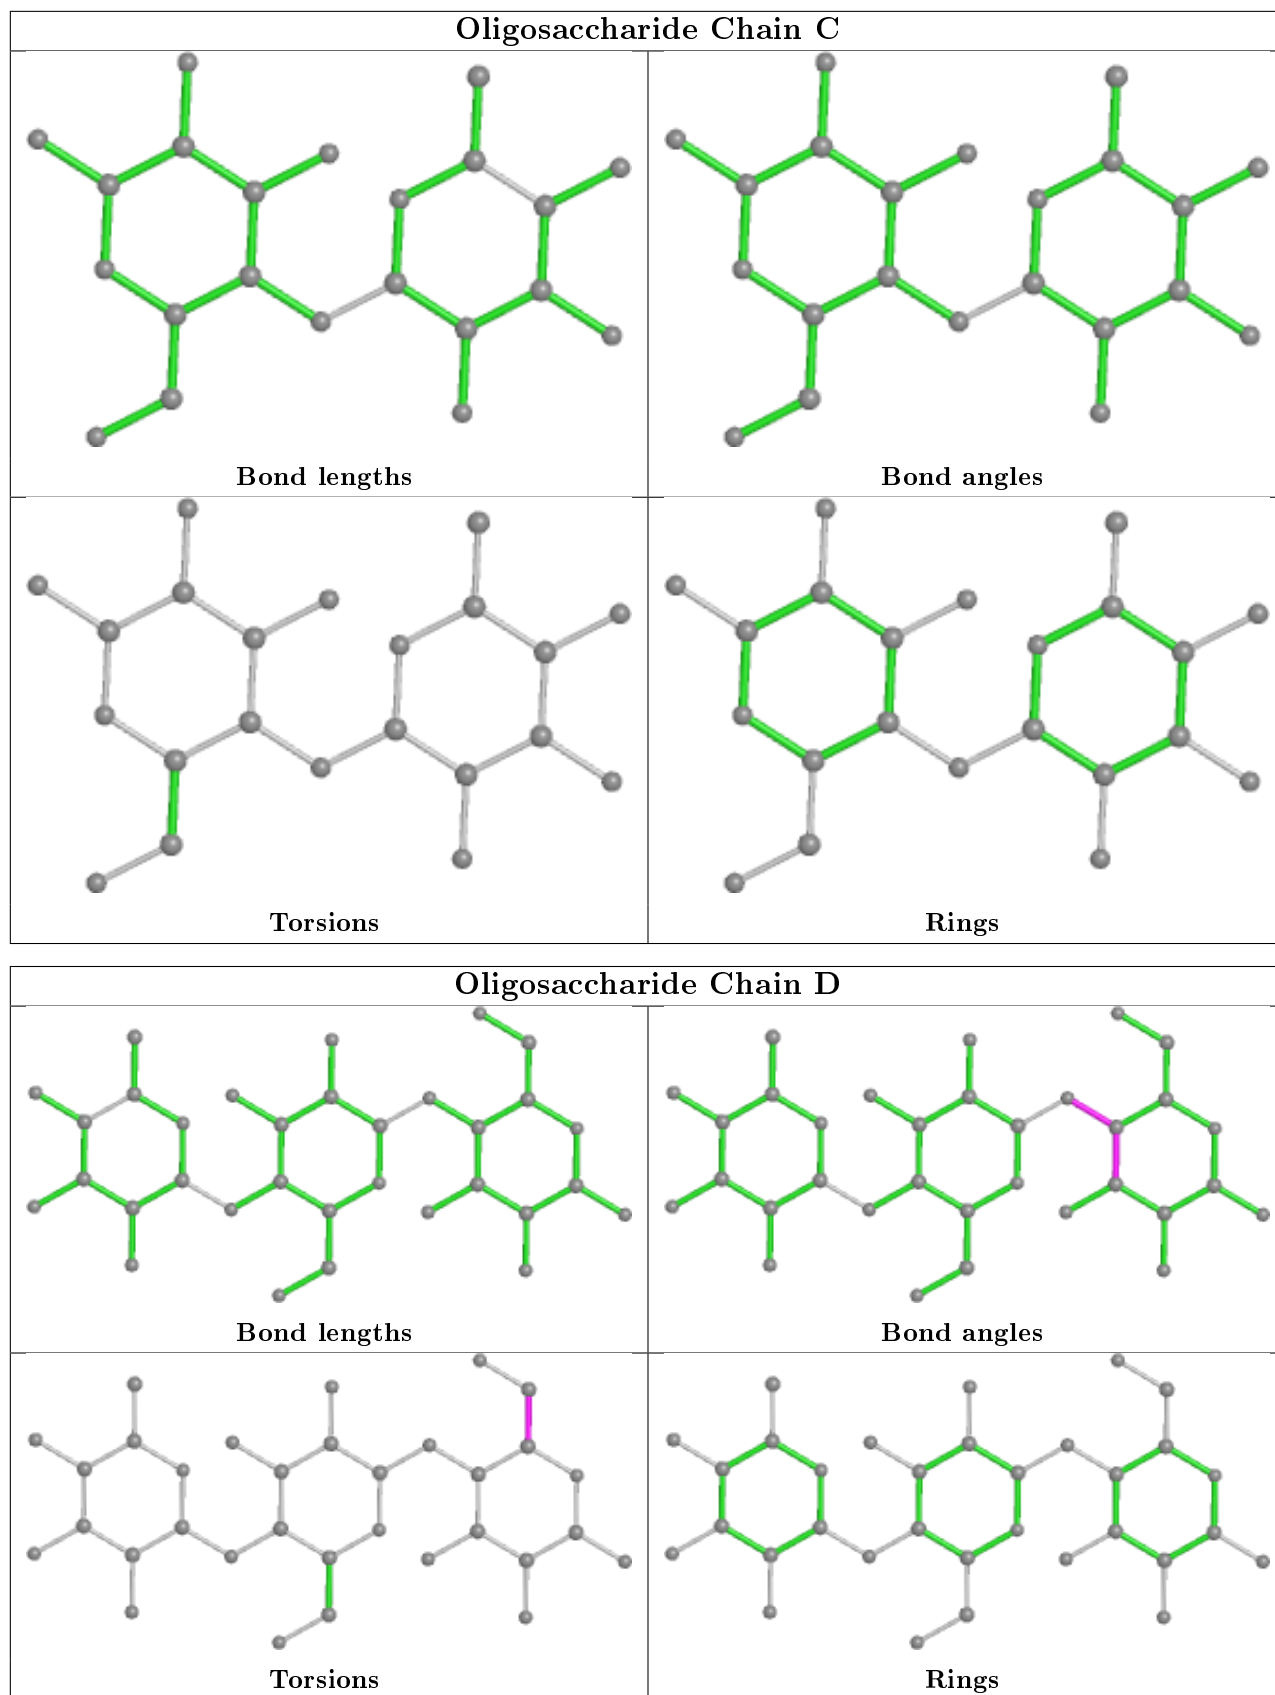 Oligosaccharide Chain C
Bond lengths
Bond angles
Torsions
Rings
Oligosaccharide Chain D
Bond lengths
Bond angles
Torsions
Rings